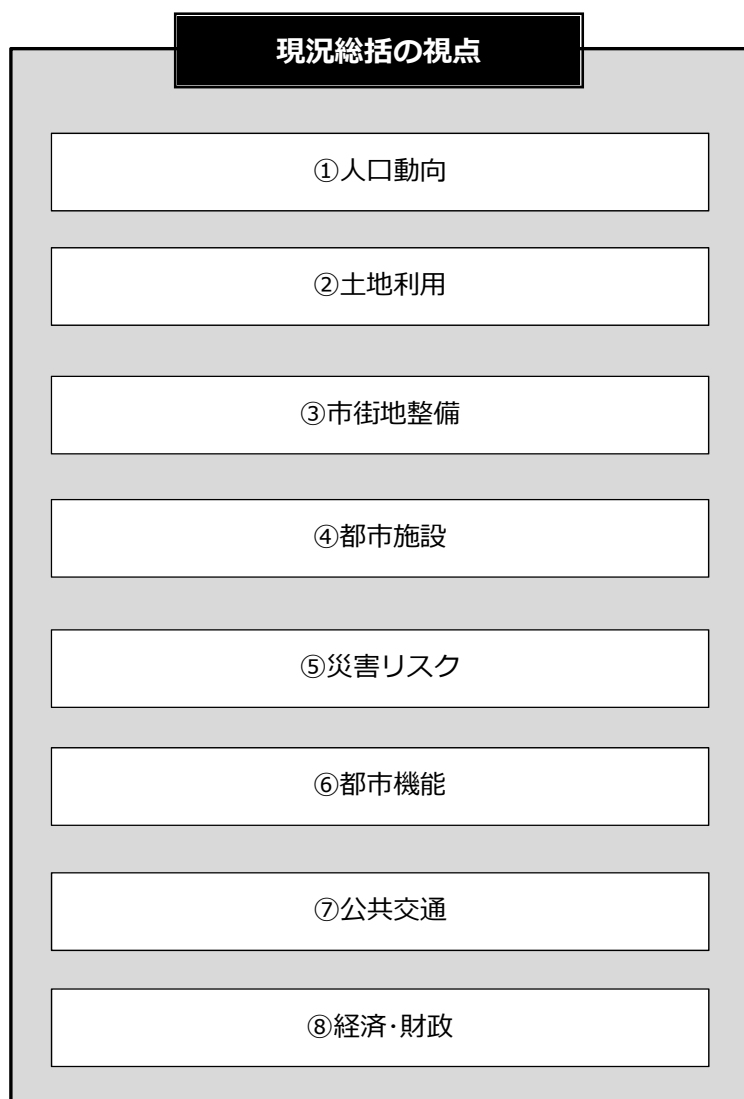 現況総括の視点
①人口動向
②土地利用
③市街地整備
④都市施設
⑤災害リスク
⑥都市機能
⑦公共交通
⑧経済･財政